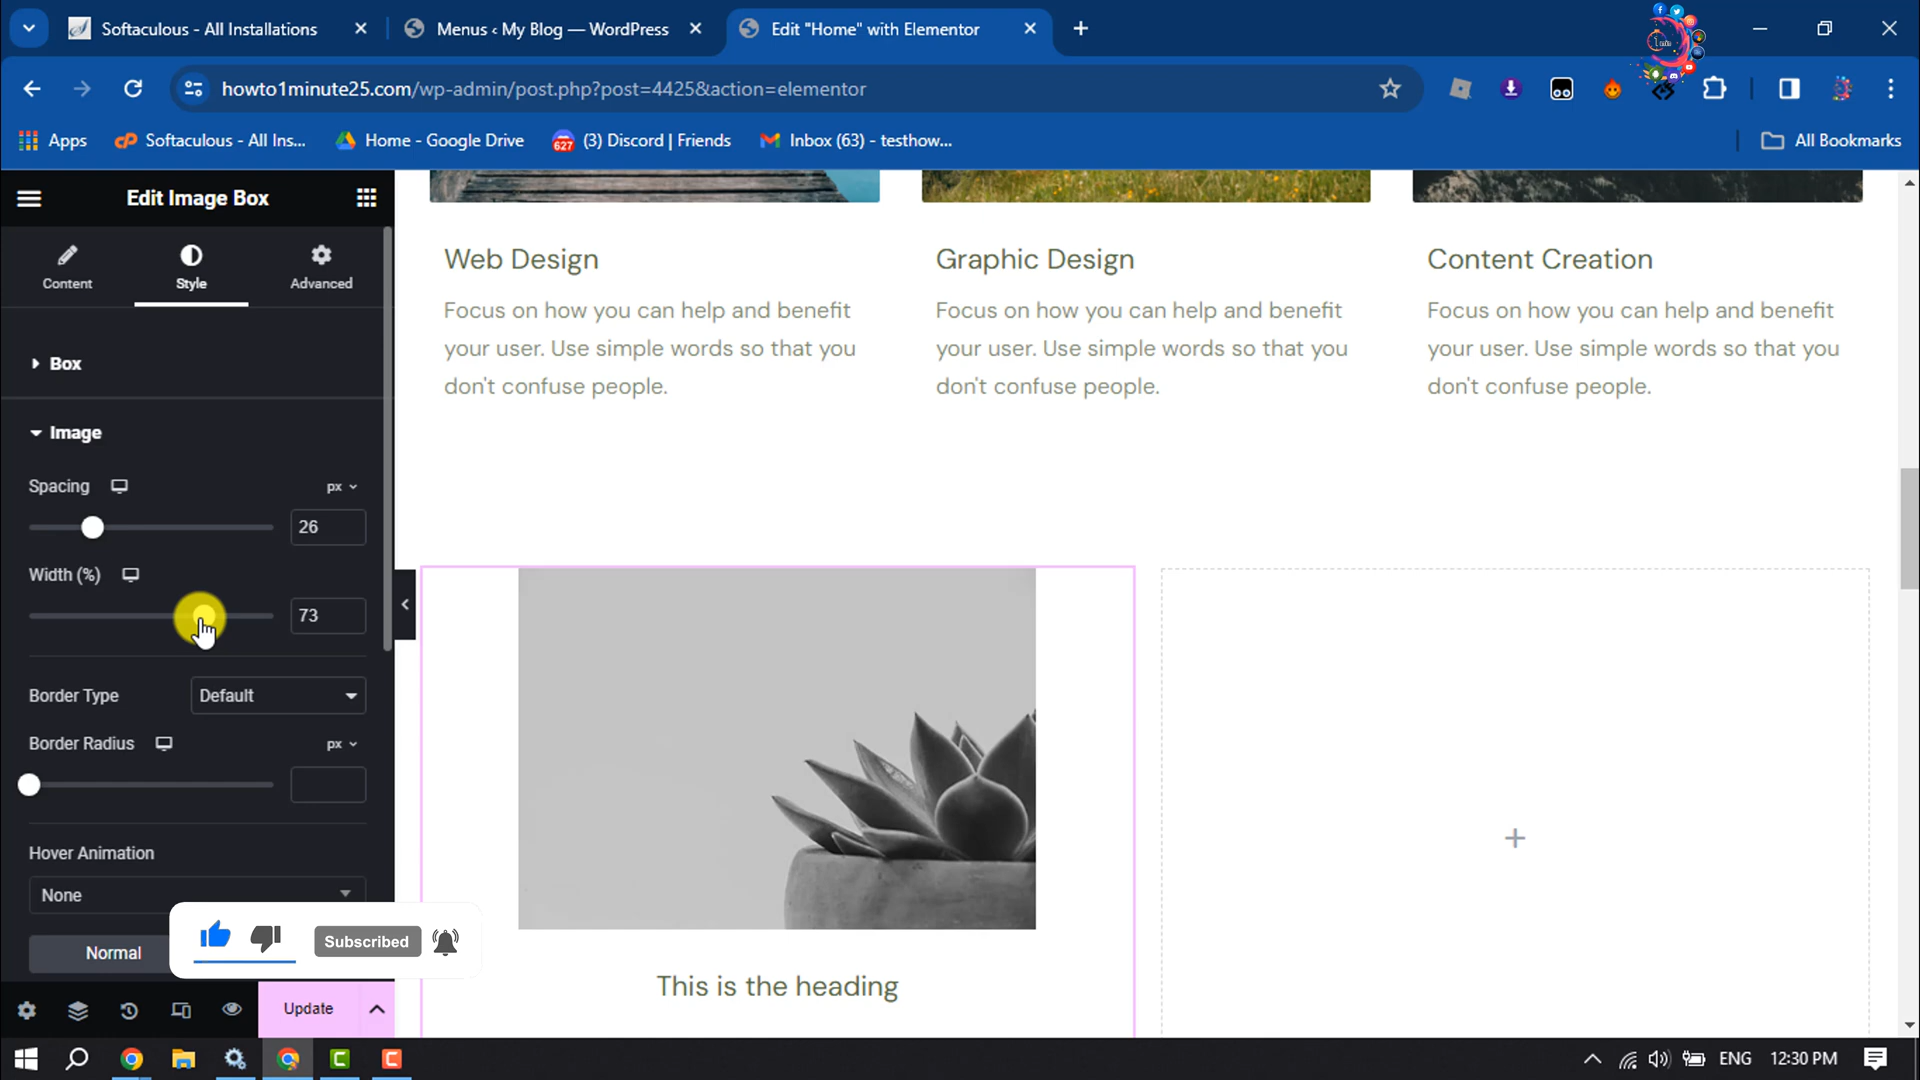 Softaculous - All Installations
Menus ‹ My Blog — WordPress
Edit "Home" with Elementor
howto1minute25.com/wp-admin/post.php?post=4425&action=elementor
Apps
Softaculous - All Ins...
Home - Google Drive
627
(3) Discord | Friends
Inbox (63) - testhow...
All Bookmarks
Edit Image Box
Content
Style
Advanced
Box
Image
Spacing
px
26
Width (%)
73
Border Type
Default
Border Radius
px
Hover Animation
None
Normal
Subscribed
Update
Web Design
Focus on how you can help and benefit
your user. Use simple words so that you
don't confuse people.
Graphic Design
Focus on how you can help and benefit
your user. Use simple words so that you
don't confuse people.
Content Creation
Focus on how you can help and benefit
your user. Use simple words so that you
don't confuse people.
This is the heading
ENG
12:30 PM